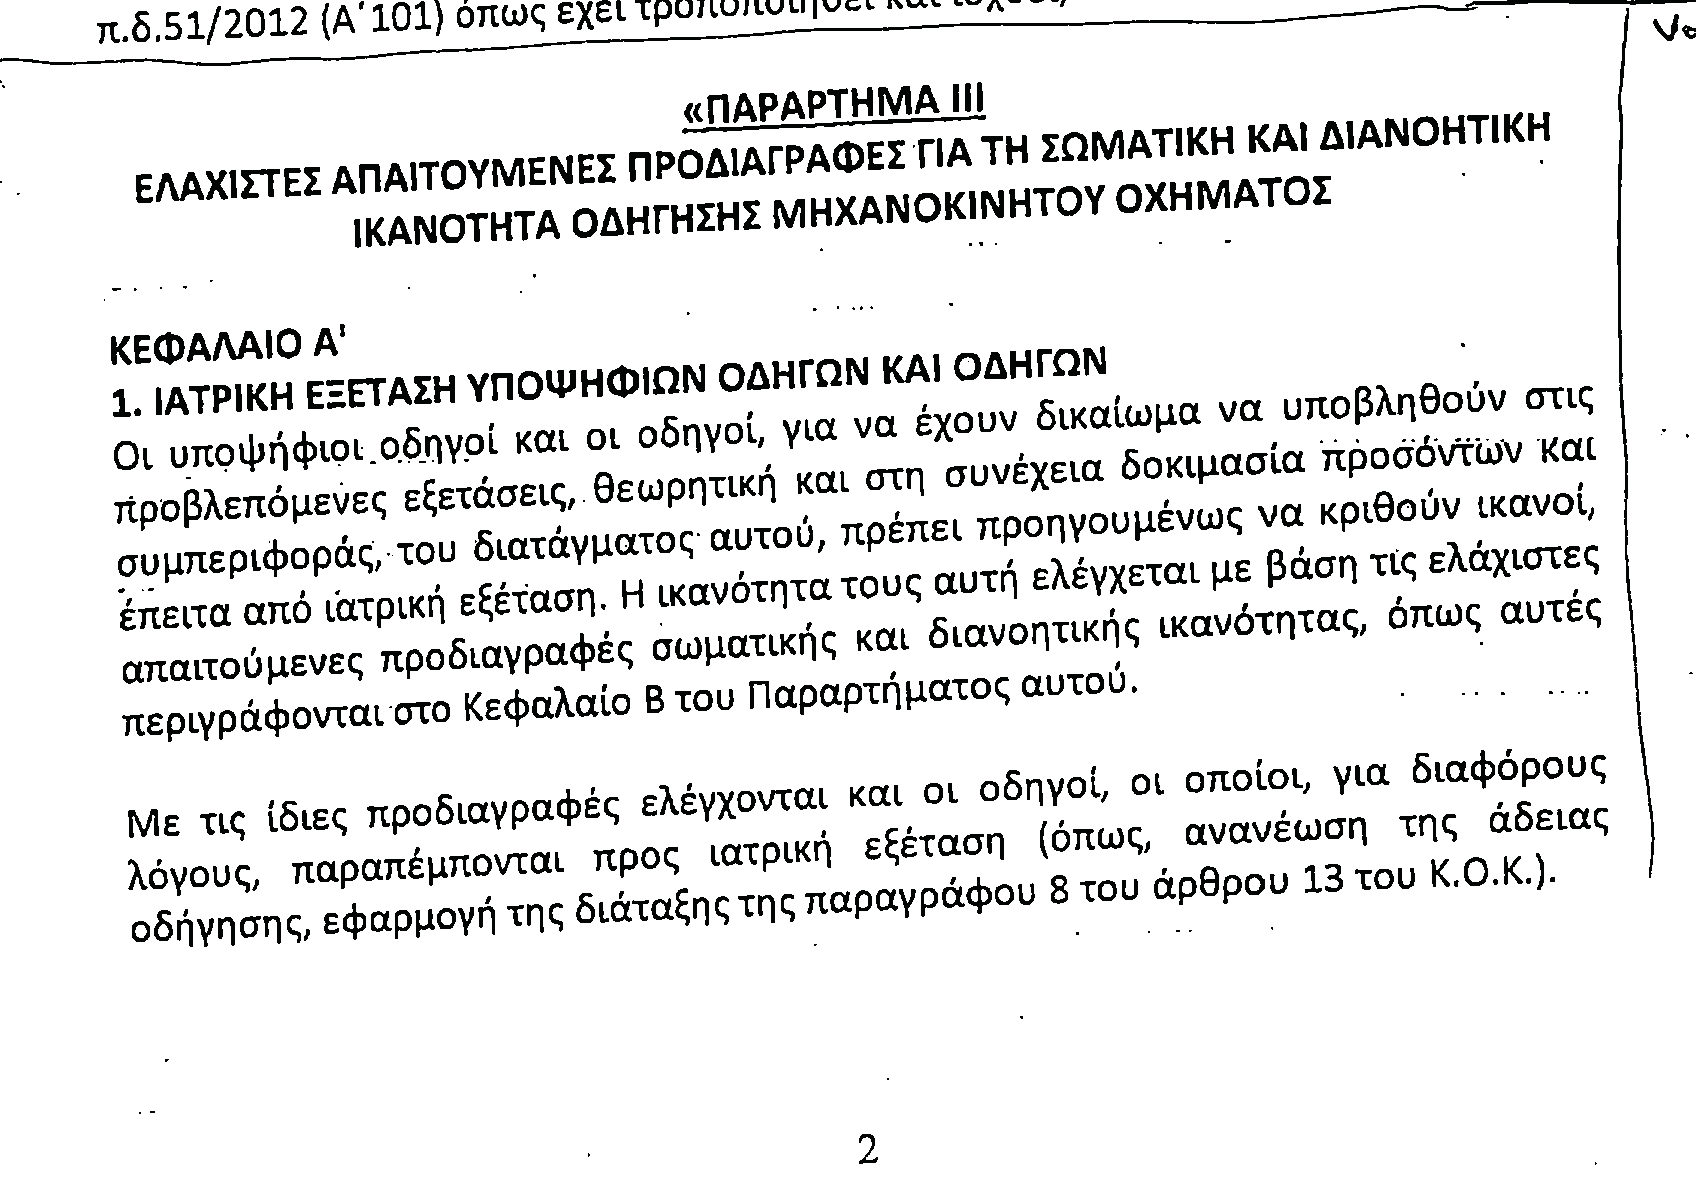 π.δ.51/2012 (Α΄101) όπως έχει τροποποιηθεί και
«ΠΑΡΑΡΤΗΜΑ ΙΙΙ
ΕΛΑΧΙΣΤΕΣ ΑΠΑΙΤΟΥΜΕΝΕΣ ΠΡΟΔΙΑΓΡΑΦΕΣ ΓΙΑ ΤΗ ΣΩΜΑΤΙΚΗ ΚΑΙ ΔΙΑΝΟΗΤΙΚΗ
ΙΚΑΝΟΤΗΤΑ ΟΔΗΓΗΣΗΣ ΜΗΧΑΝΟΚΙΝΗΤΟΥ ΟΧΗΜΑΤΟΣ
ΚΕΦΑΛΑΙΟ Α'
1. ΙΑΤΡΙΚΗ ΕΞΕΤΑΣΗ ΥΠΟΨΗΦΙΩΝ ΟΔΗΓΩΝ ΚΑΙ ΟΔΗΓΩΝ
Οι υποψήφιοι οδηγοί και οι οδηγοί, για να έχουν δικαίωμα να υποβληθούν στις
προβλεπόμενες εξετάσεις, θεωρητική και στη συνέχεια δοκιμασία προσόντων και
συμπεριφοράς, του διατάγματος αυτού, πρέπει προηγουμένως να κριθούν ικανοί,
έπειτα από ιατρική εξέταση. Η ικανότητα τους αυτή ελέγχεται με βάση τις ελάχιστες
απαιτούμενες προδιαγραφές σωματικής και διανοητικής ικανότητας, όπως αυτές
περιγράφονται στο Κεφαλαίο Β του Παραρτήματος αυτού.
Με τις ίδιες προδιαγραφές ελέγχονται και οι οδηγοί, οι οποίοι, για διαφόρους
λόγους, παραπέμπονται προς ιατρική εξέταση (όπως, ανανέωση της άδειας
οδήγησης, εφαρμογή της διάταξης της παραγράφου 8 του άρθρου 13 του Κ.Ο.Κ.).
2